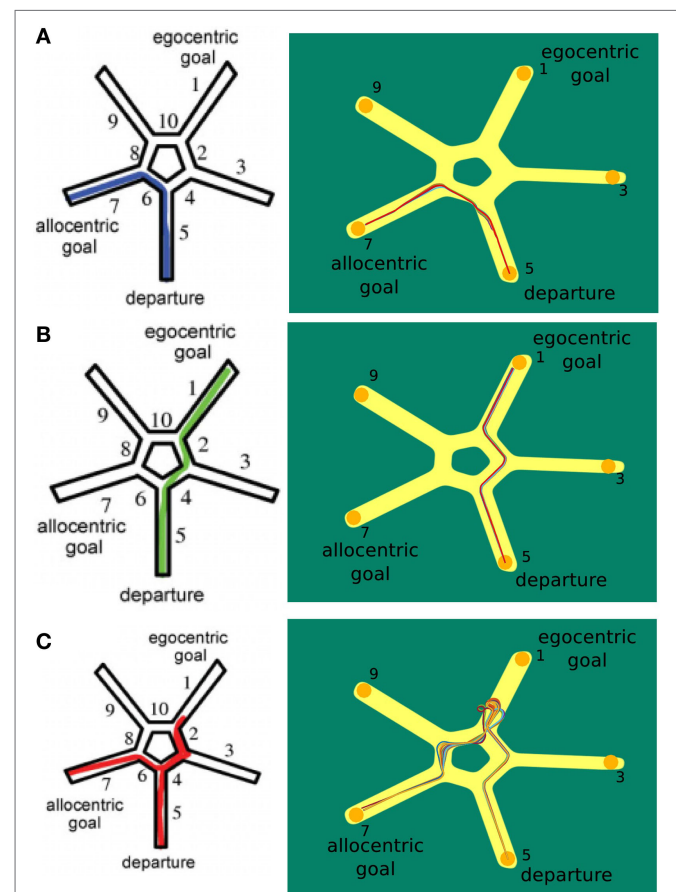 A
egocentric
goal
1
9
10
2
8
3
7
6
4
allocentric
goal
5
departure
egocentric
goal
1
9
3
7
allocentric
goal
5
departure
B
egocentric
goal
1
9
10
2
8
3
7
6
4
allocentric
goal
5
departure
egocentric
goal
1
9
3
7
allocentric
goal
5
departure
C
egocentric
goal
1
9
10
2
8
3
7
6
4
allocentric
goal
5
departure
egocentric
goal
1
9
3
7
allocentric
goal
5
departure